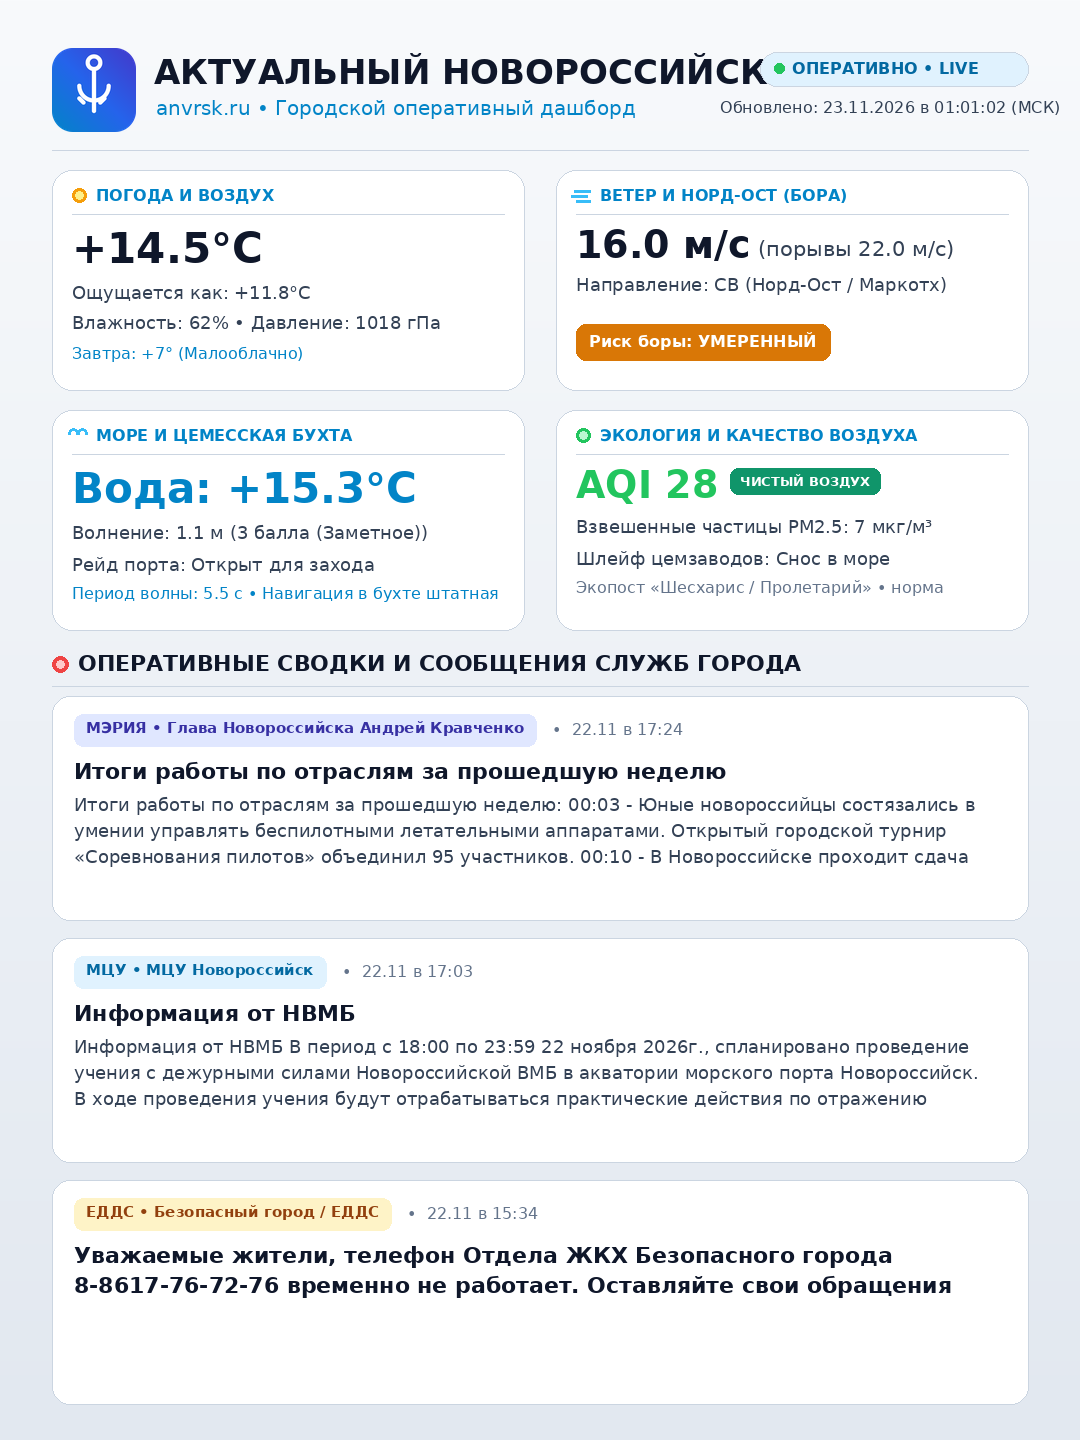 АКТУАЛЬНЫЙ НОВОРОССИЙСК
ОПЕРАТИВНО • LIVE
anvrsk.ru • Городской оперативный дашборд
Обновлено: 23.11.2026 в 01:01:02 (МСК)
ПОГОДА И ВОЗДУХ
+14.5°C
Ощущается как: +11.8°C
Влажность: 62% • Давление: 1018 гПа
Завтра: +7° (Малооблачно)
ВЕТЕР И НОРД-ОСТ (БОРА)
16.0 м/с (порывы 22.0 м/с)
Направление: СВ (Норд-Ост / Маркотх)
Риск боры: УМЕРЕННЫЙ
МОРЕ И ЦЕМЕССКАЯ БУХТА
Вода: +15.3°C
Волнение: 1.1 м (3 балла (Заметное))
Рейд порта: Открыт для захода
Период волны: 5.5 с • Навигация в бухте штатная
ЭКОЛОГИЯ И КАЧЕСТВО ВОЗДУХА
AQI 28 ЧИСТЫЙ ВОЗДУХ
Взвешенные частицы PM2.5: 7 мкг/м³
Шлейф цемзаводов: Снос в море
Экопост «Шесхарис / Пролетарий» • норма
ОПЕРАТИВНЫЕ СВОДКИ И СООБЩЕНИЯ СЛУЖБ ГОРОДА
МЭРИЯ • Глава Новороссийска Андрей Кравченко • 22.11 в 17:24
Итоги работы по отраслям за прошедшую неделю
Итоги работы по отраслям за прошедшую неделю: 00:03 - Юные новороссийцы состязались в
умении управлять беспилотными летательными аппаратами. Открытый городской турнир
«Соревнования пилотов» объединил 95 участников. 00:10 - В Новороссийске проходит сдача
МЦУ • МЦУ Новороссийск • 22.11 в 17:03
Информация от НВМБ
Информация от НВМБ В период с 18:00 по 23:59 22 ноября 2026г., спланировано проведение
учения с дежурными силами Новороссийской ВМБ в акватории морского порта Новороссийск.
В ходе проведения учения будут отрабатываться практические действия по отражению
ЕДДС • Безопасный город / ЕДДС • 22.11 в 15:34
Уважаемые жители, телефон Отдела ЖКХ Безопасного города
8-8617-76-72-76 временно не работает. Оставляйте свои обращения